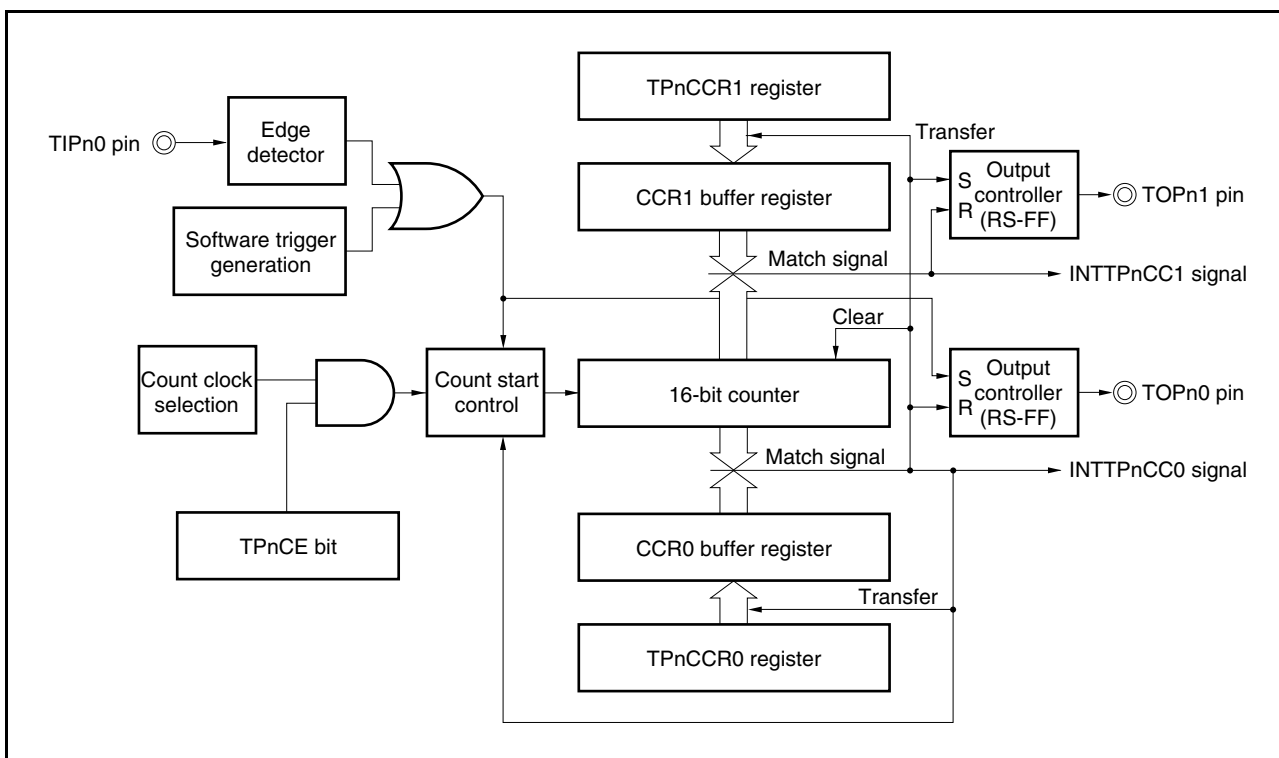 TPnCCR1 register
TIPn0 pin
Edge
detector
Transfer
CCR1 buffer register
S
R
Output
controller
(RS-FF)
TOPn1 pin
Software trigger
generation
Match signal
INTTPnCC1 signal
Clear
Count clock
selection
Count start
control
16-bit counter
S
R
Output
controller
(RS-FF)
TOPn0 pin
Match signal
INTTPnCC0 signal
TPnCE bit
CCR0 buffer register
Transfer
TPnCCR0 register